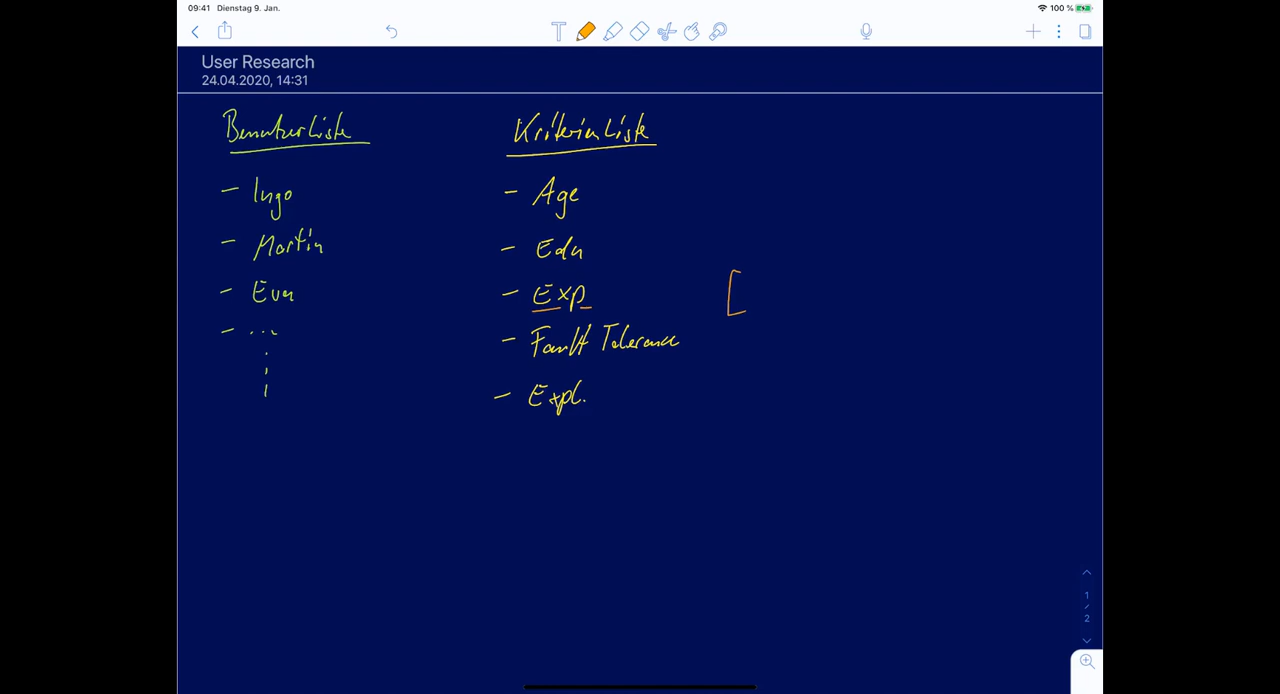 09:41 Dienstag 9. Jan.
100 %
User Research
24.04.2020, 14:31
Benutzerliste
- Ingo
- Martin
- Eva
- ...
Kriterienliste
- Age
- Edu
- Exp
- Fault Tolerance
- Expl.
1
/
2